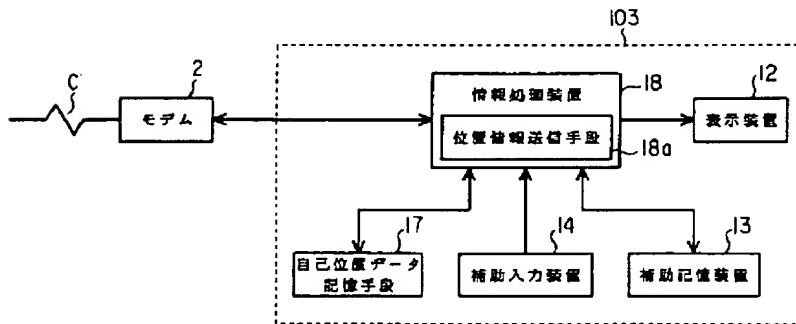 103
C
2
モデム
情報処理装置
18
位置情報送信手段
18a
12
表示装置
17
自己位置データ
記憶手段
14
補助入力装置
13
補助記憶装置